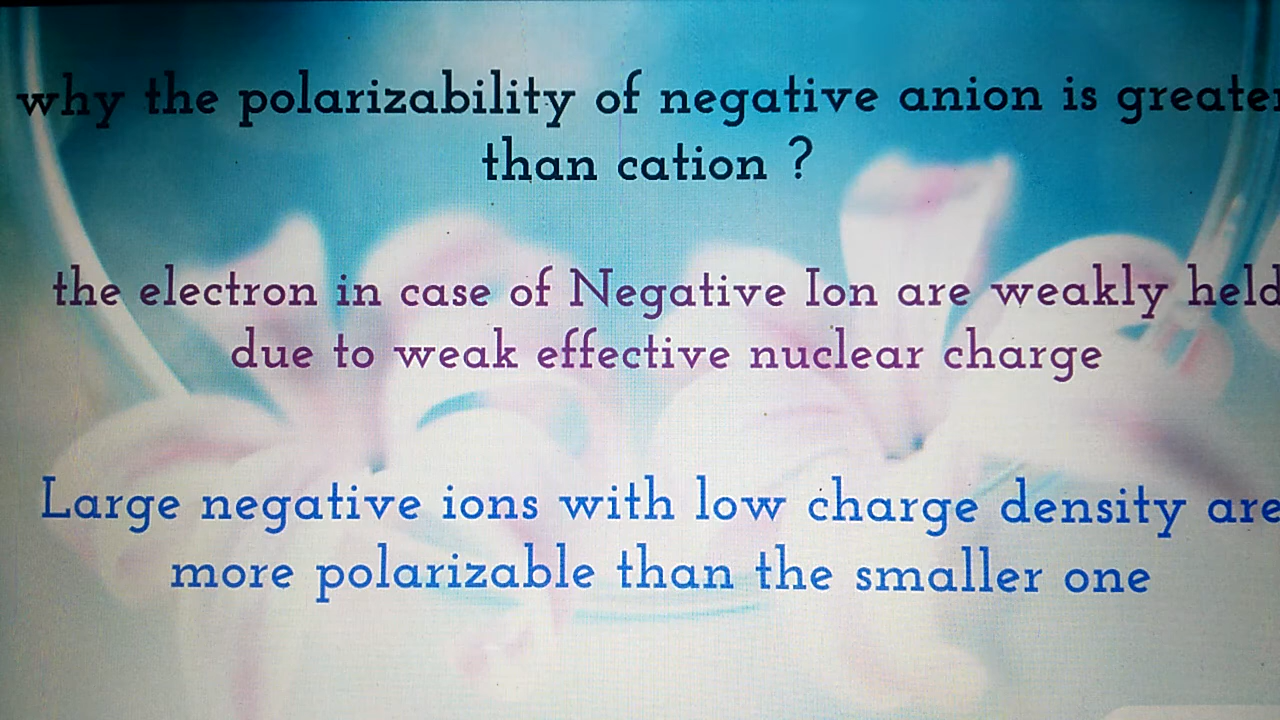 why the polarizability of negative anion is greater
than cation ?
the electron in case of Negative Ion are weakly held
due to weak effective nuclear charge
Large negative ions with low charge density are
more polarizable than the smaller one